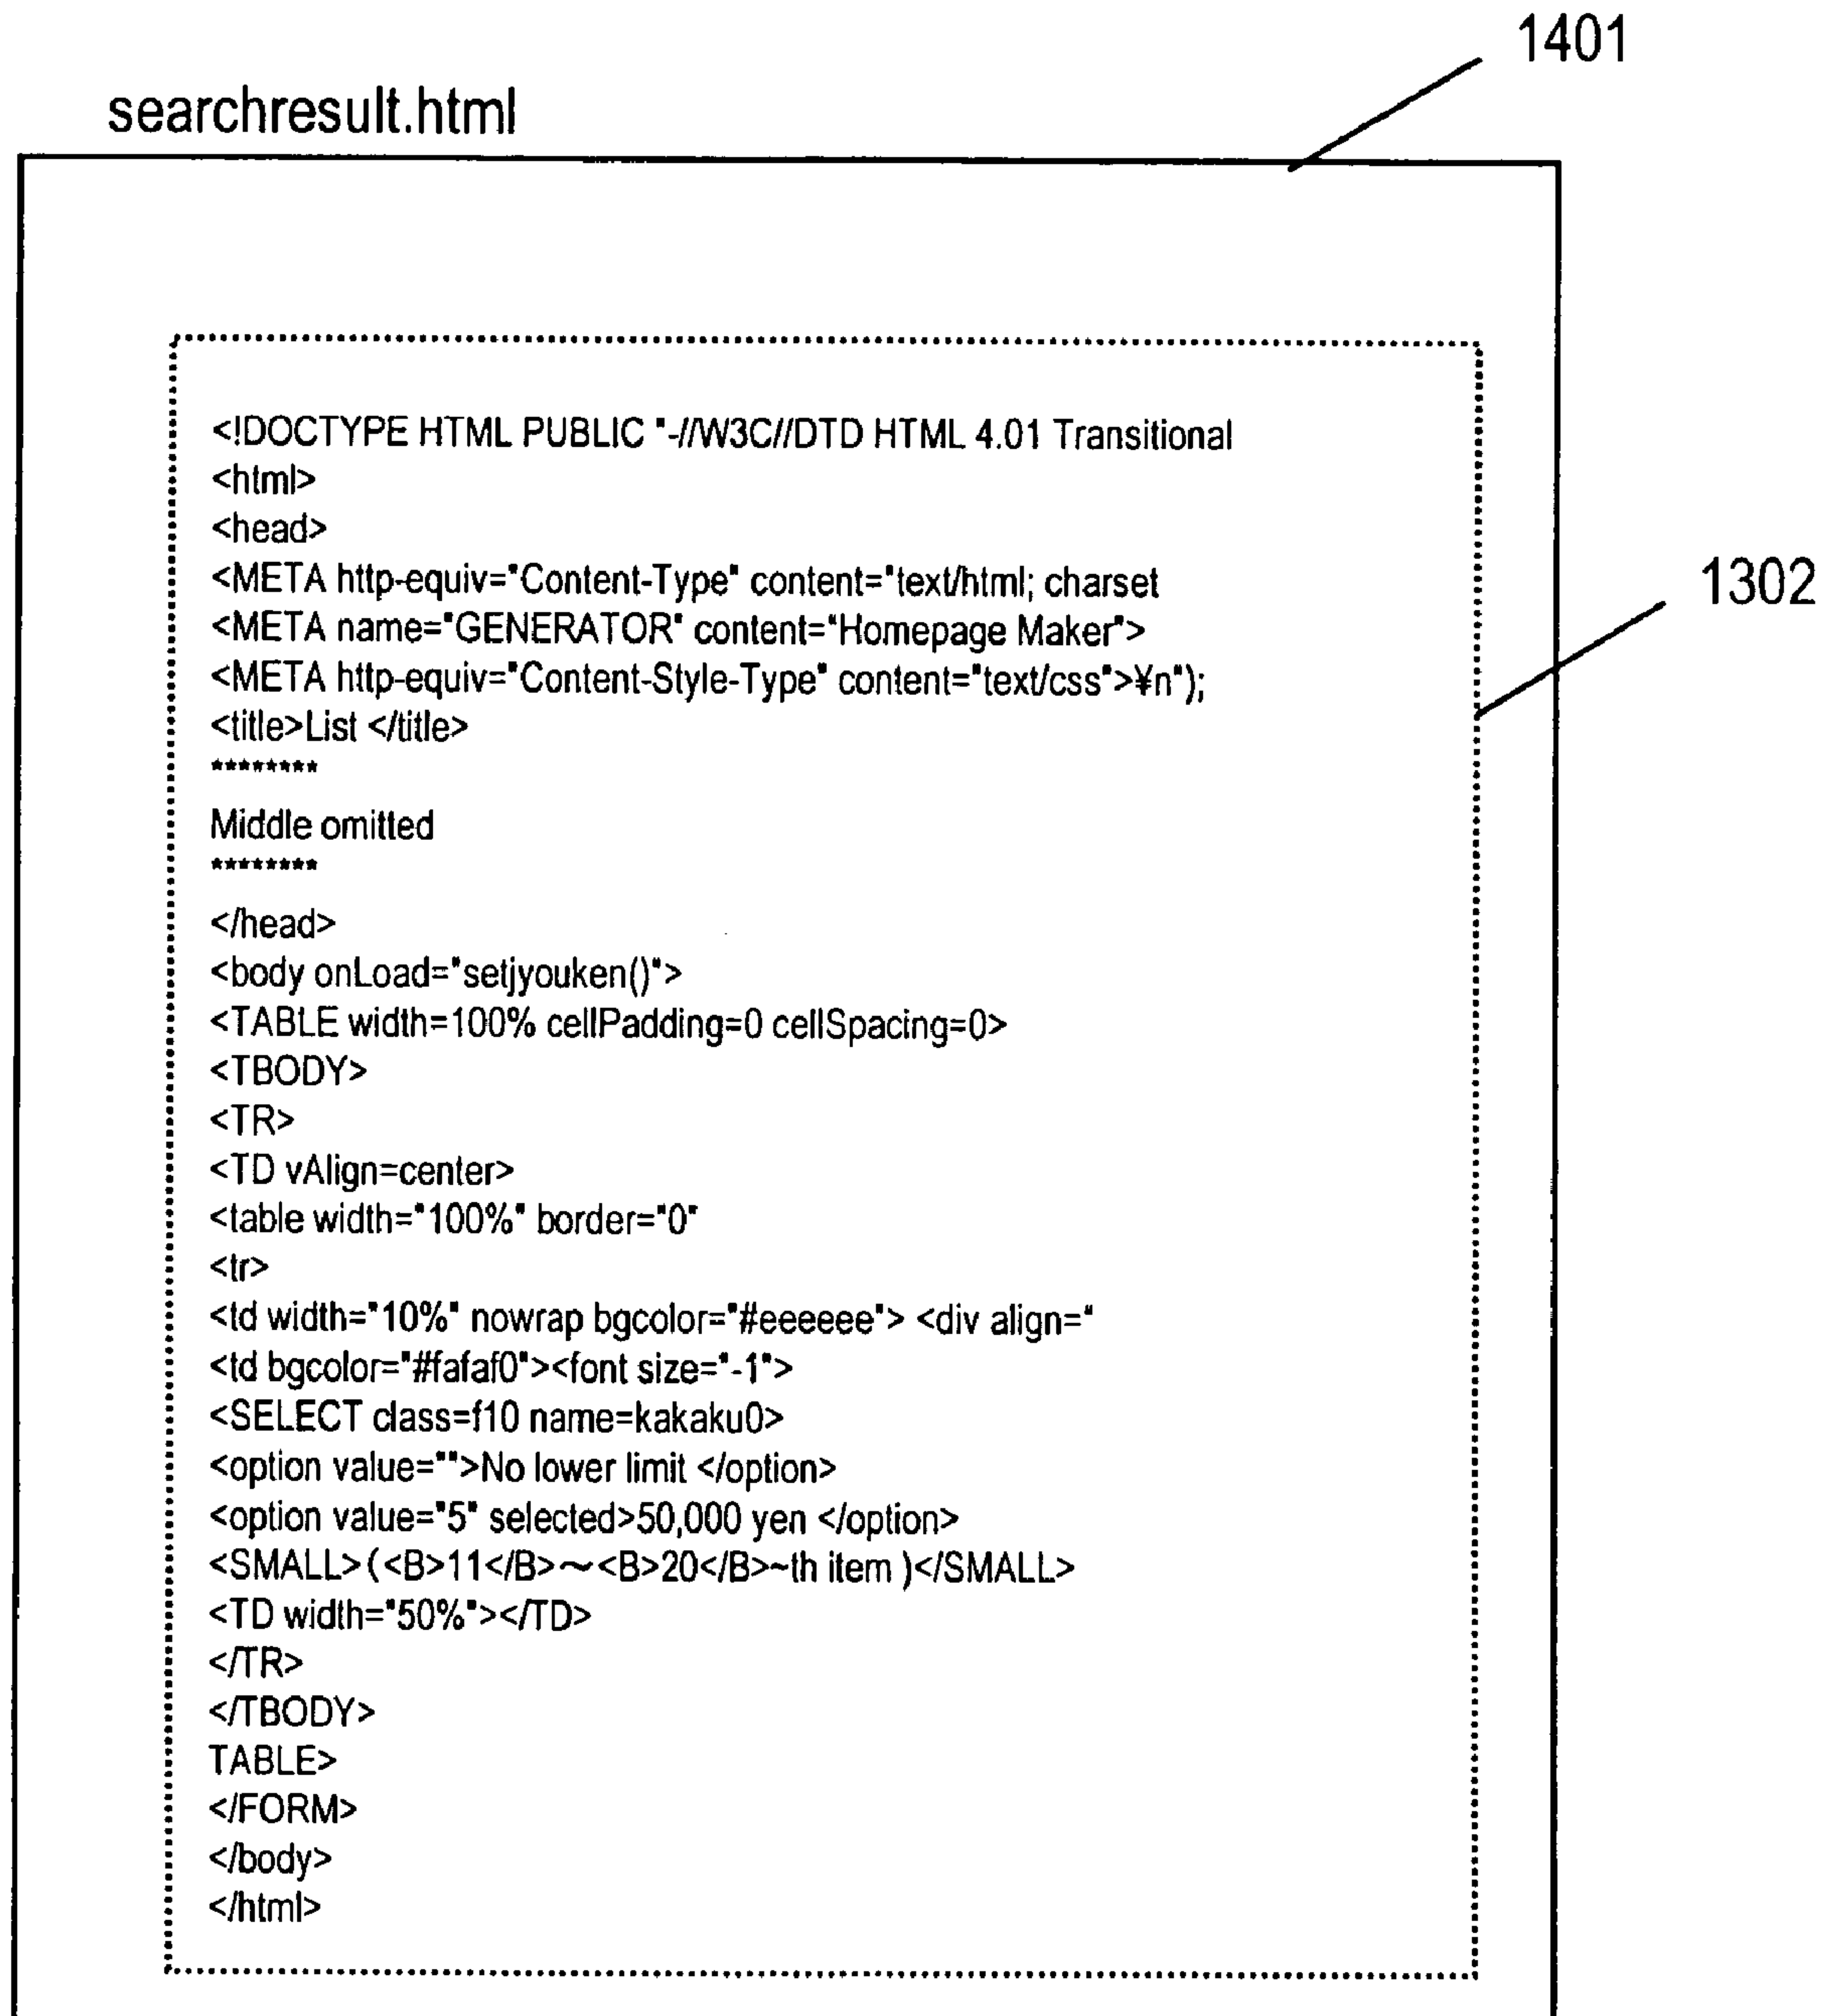 1401
searchresult.html
<!DOCTYPE HTML PUBLIC "-//W3C//DTD HTML 4.01 Transitional
<html>
<head>
<META http-equiv="Content-Type" content="text/html; charset
1302
<META name="GENERATOR" content="Homepage Maker">
<META http-equiv="Content-Style-Type" content="text/css">¥n");
<title>List </title>
********
Middle omitted
********
</head>
<body onLoad="setjyouken()">
<TABLE width=100% cellPadding=0 cellSpacing=0>
<TBODY>
<TR>
<TD vAlign=center>
<table width="100%" border="0"
<tr>
<td width="10%" nowrap bgcolor="#eeeeee"> <div align="
<td bgcolor="#fafaf0"><font size="-1">
<SELECT class=f10 name=kakaku0>
<option value="">No lower limit </option>
<option value="5" selected>50,000 yen </option>
<SMALL>(<B>11</B>～<B>20</B>~th item )</SMALL>
<TD width="50%"></TD>
</TR>
</TBODY>
TABLE>
</FORM>
</body>
</html>